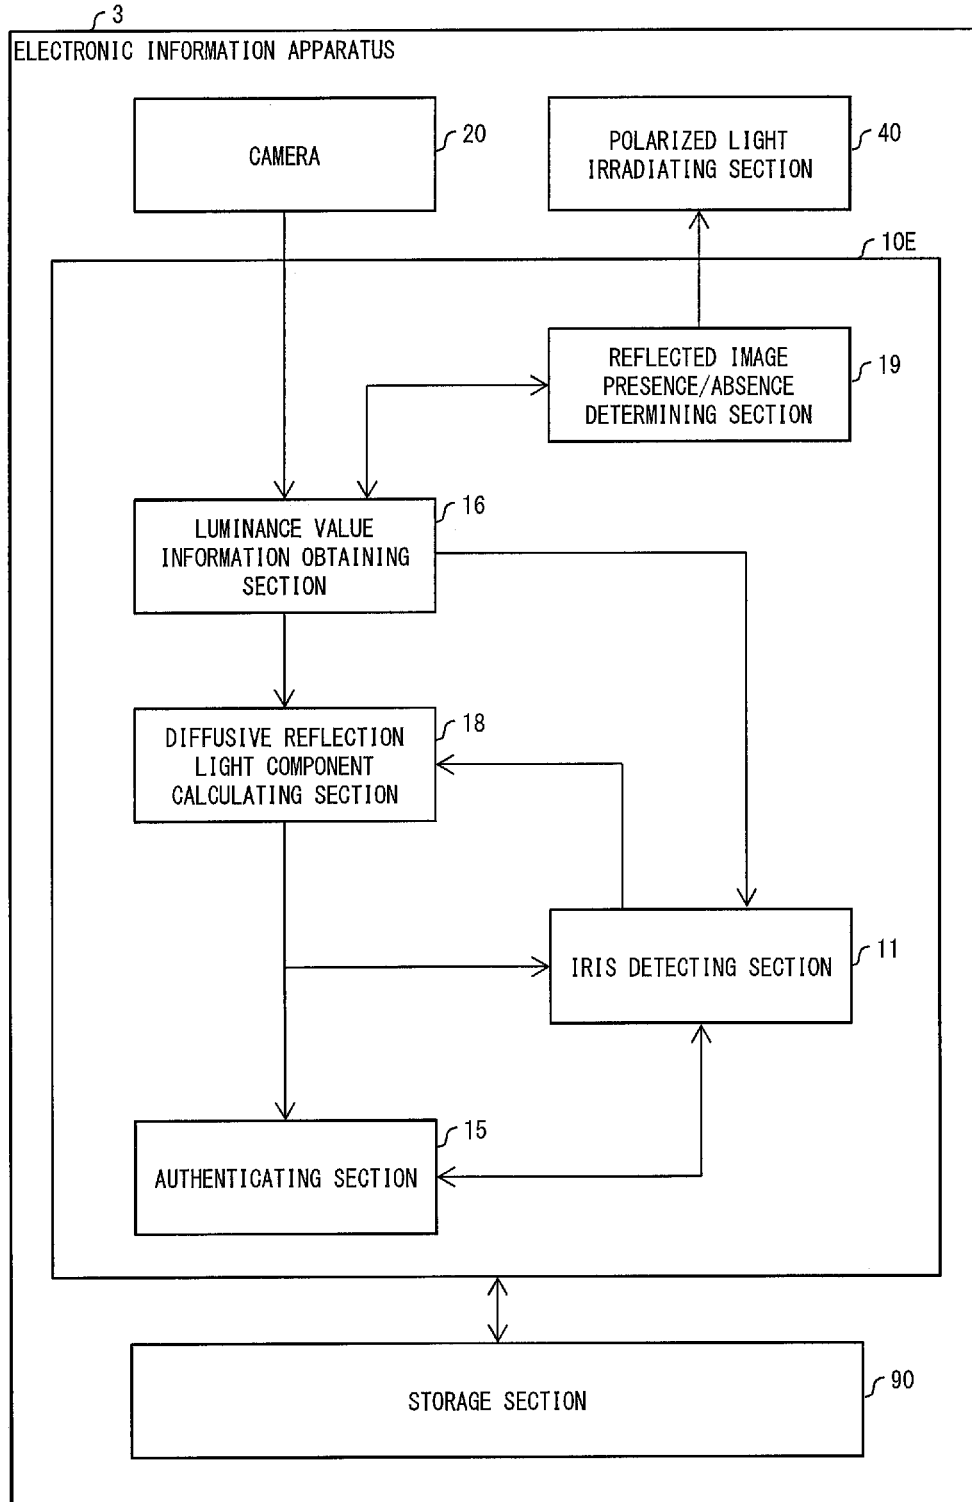 3
ELECTRONIC INFORMATION APPARATUS
CAMERA
20
POLARIZED LIGHT
IRRADIATING SECTION
40
10E
REFLECTED IMAGE
PRESENCE/ABSENCE
DETERMINING SECTION
19
LUMINANCE VALUE
INFORMATION OBTAINING
SECTION
16
DIFFUSIVE REFLECTION
LIGHT COMPONENT
CALCULATING SECTION
18
IRIS DETECTING SECTION
11
AUTHENTICATING SECTION
15
STORAGE SECTION
90